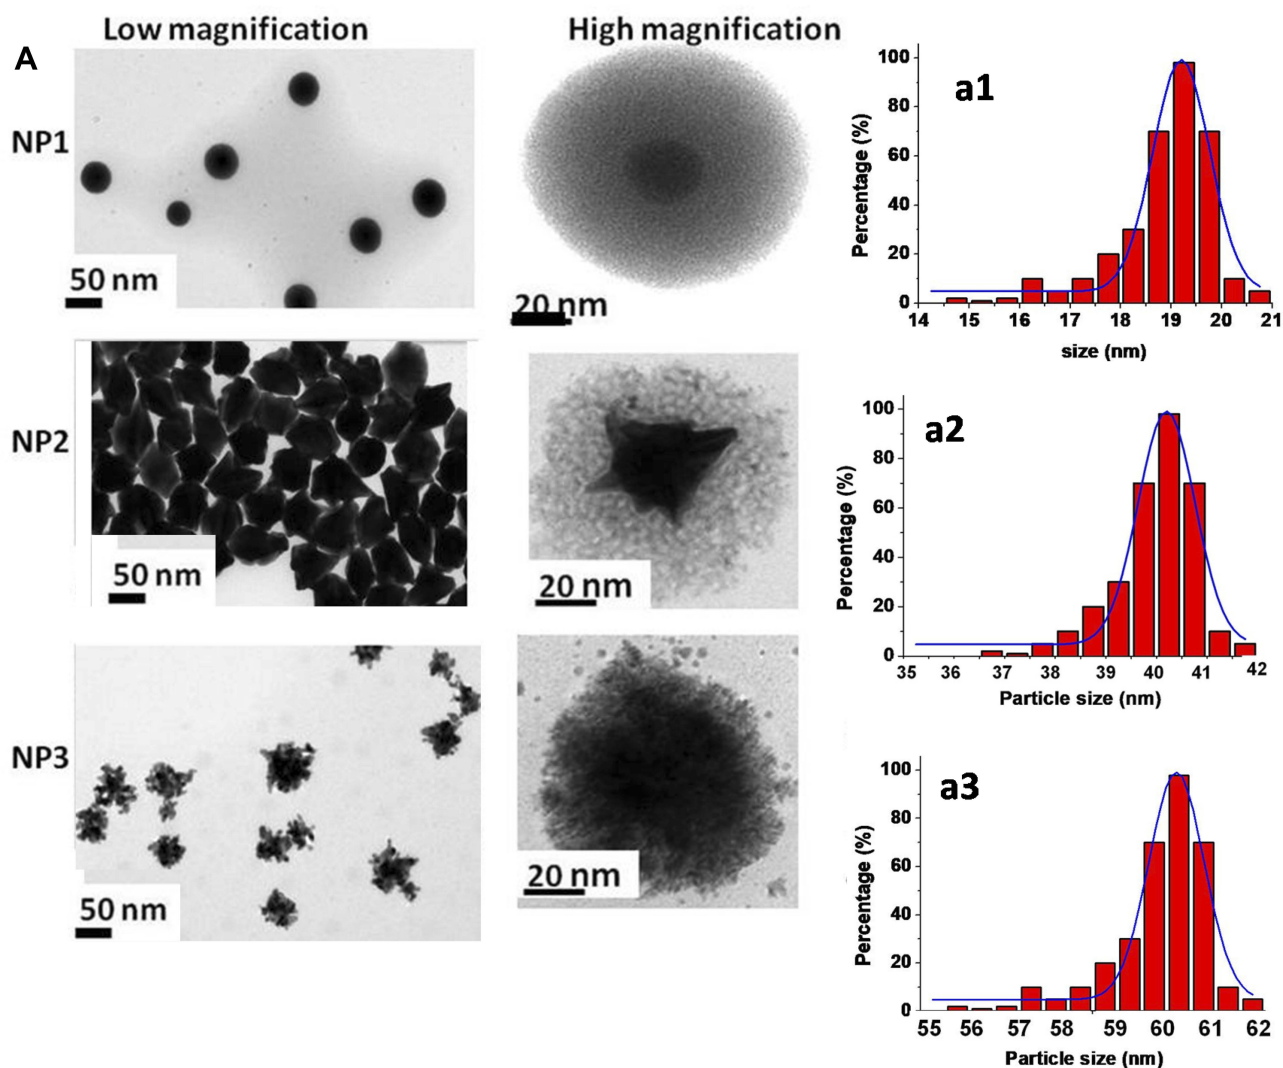 Low magnification
High magnification
A
NP1
50 nm
20 nm
a1
Percentage (%)
100
80
60
40
20
0
14 15 16 17 18 19 20 21
size (nm)
NP2
50 nm
20 nm
a2
Percentage (%)
100
80
60
40
20
0
35 36 37 38 39 40 41 42
Particle size (nm)
NP3
50 nm
20 nm
a3
Percentage (%)
100
80
60
40
20
0
55 56 57 58 59 60 61 62
Particle size (nm)